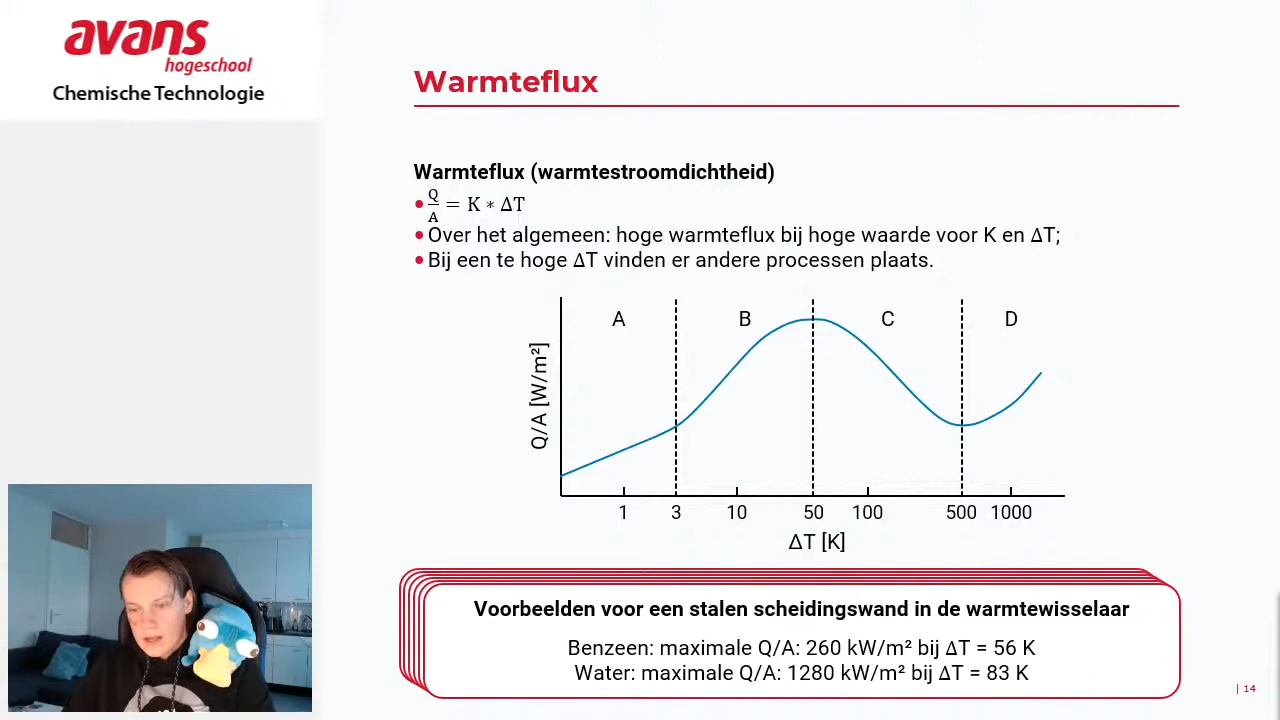 avans
hogeschool
Chemische Technologie
Warmteflux
Warmteflux (warmtestroomdichtheid)
• Q/A = K ∗ ΔT
• Over het algemeen: hoge warmteflux bij hoge waarde voor K en ΔT;
• Bij een te hoge ΔT vinden er andere processen plaats.
A B C D
Q/A [W/m²]
1 3 10 50 100 500 1000
ΔT [K]
Voorbeelden voor een stalen scheidingswand in de warmtewisselaar
Benzeen: maximale Q/A: 260 kW/m² bij ΔT = 56 K
Water: maximale Q/A: 1280 kW/m² bij ΔT = 83 K
| 14